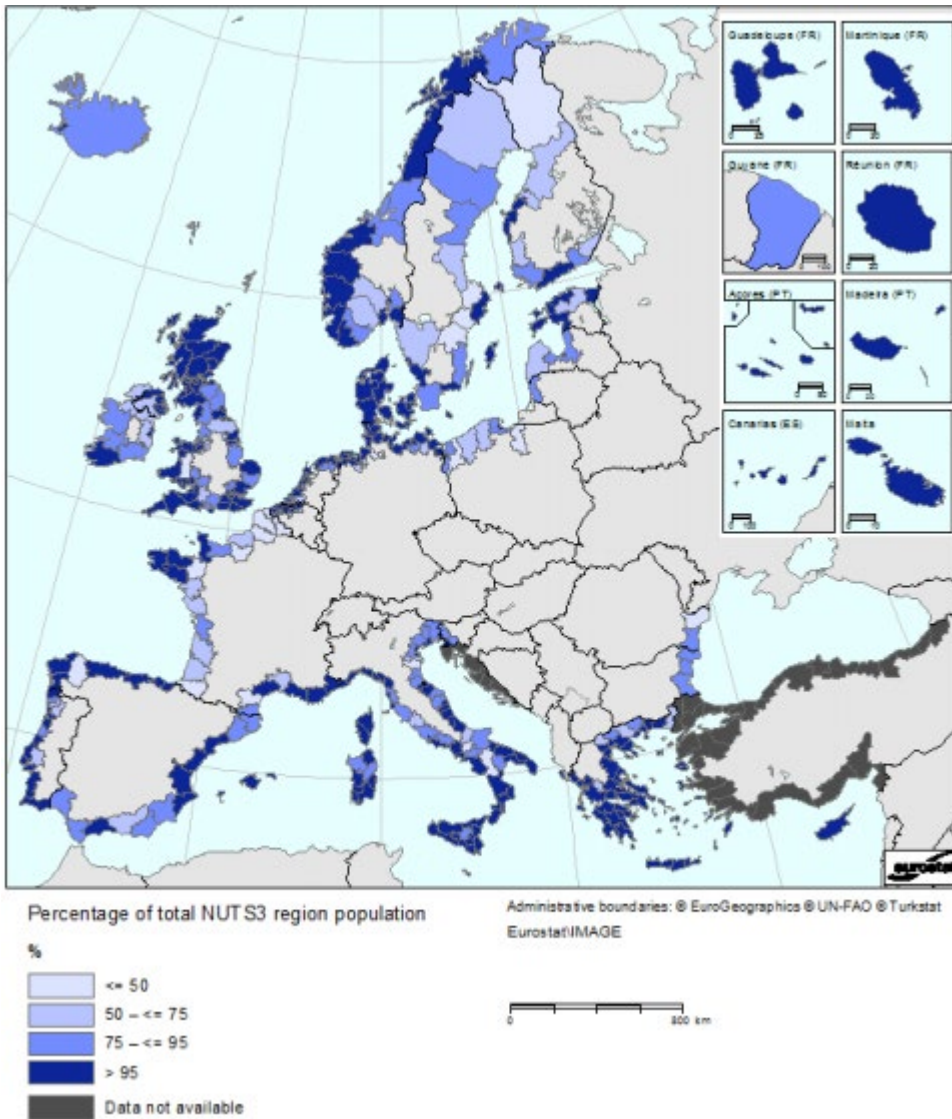 Guadeloupe (FR)
Martinique (FR)
Guyane (FR)
Réunion (FR)
Açores (PT)
Madeira (PT)
Canarias (ES)
Malta
eurostat
Percentage of total NUTS3 region population
%
<= 50
50 – <= 75
75 – <= 95
> 95
Data not available
Administrative boundaries: © EuroGeographics © UN-FAO © Turkstat
Eurostat\IMAGE
0 800 km